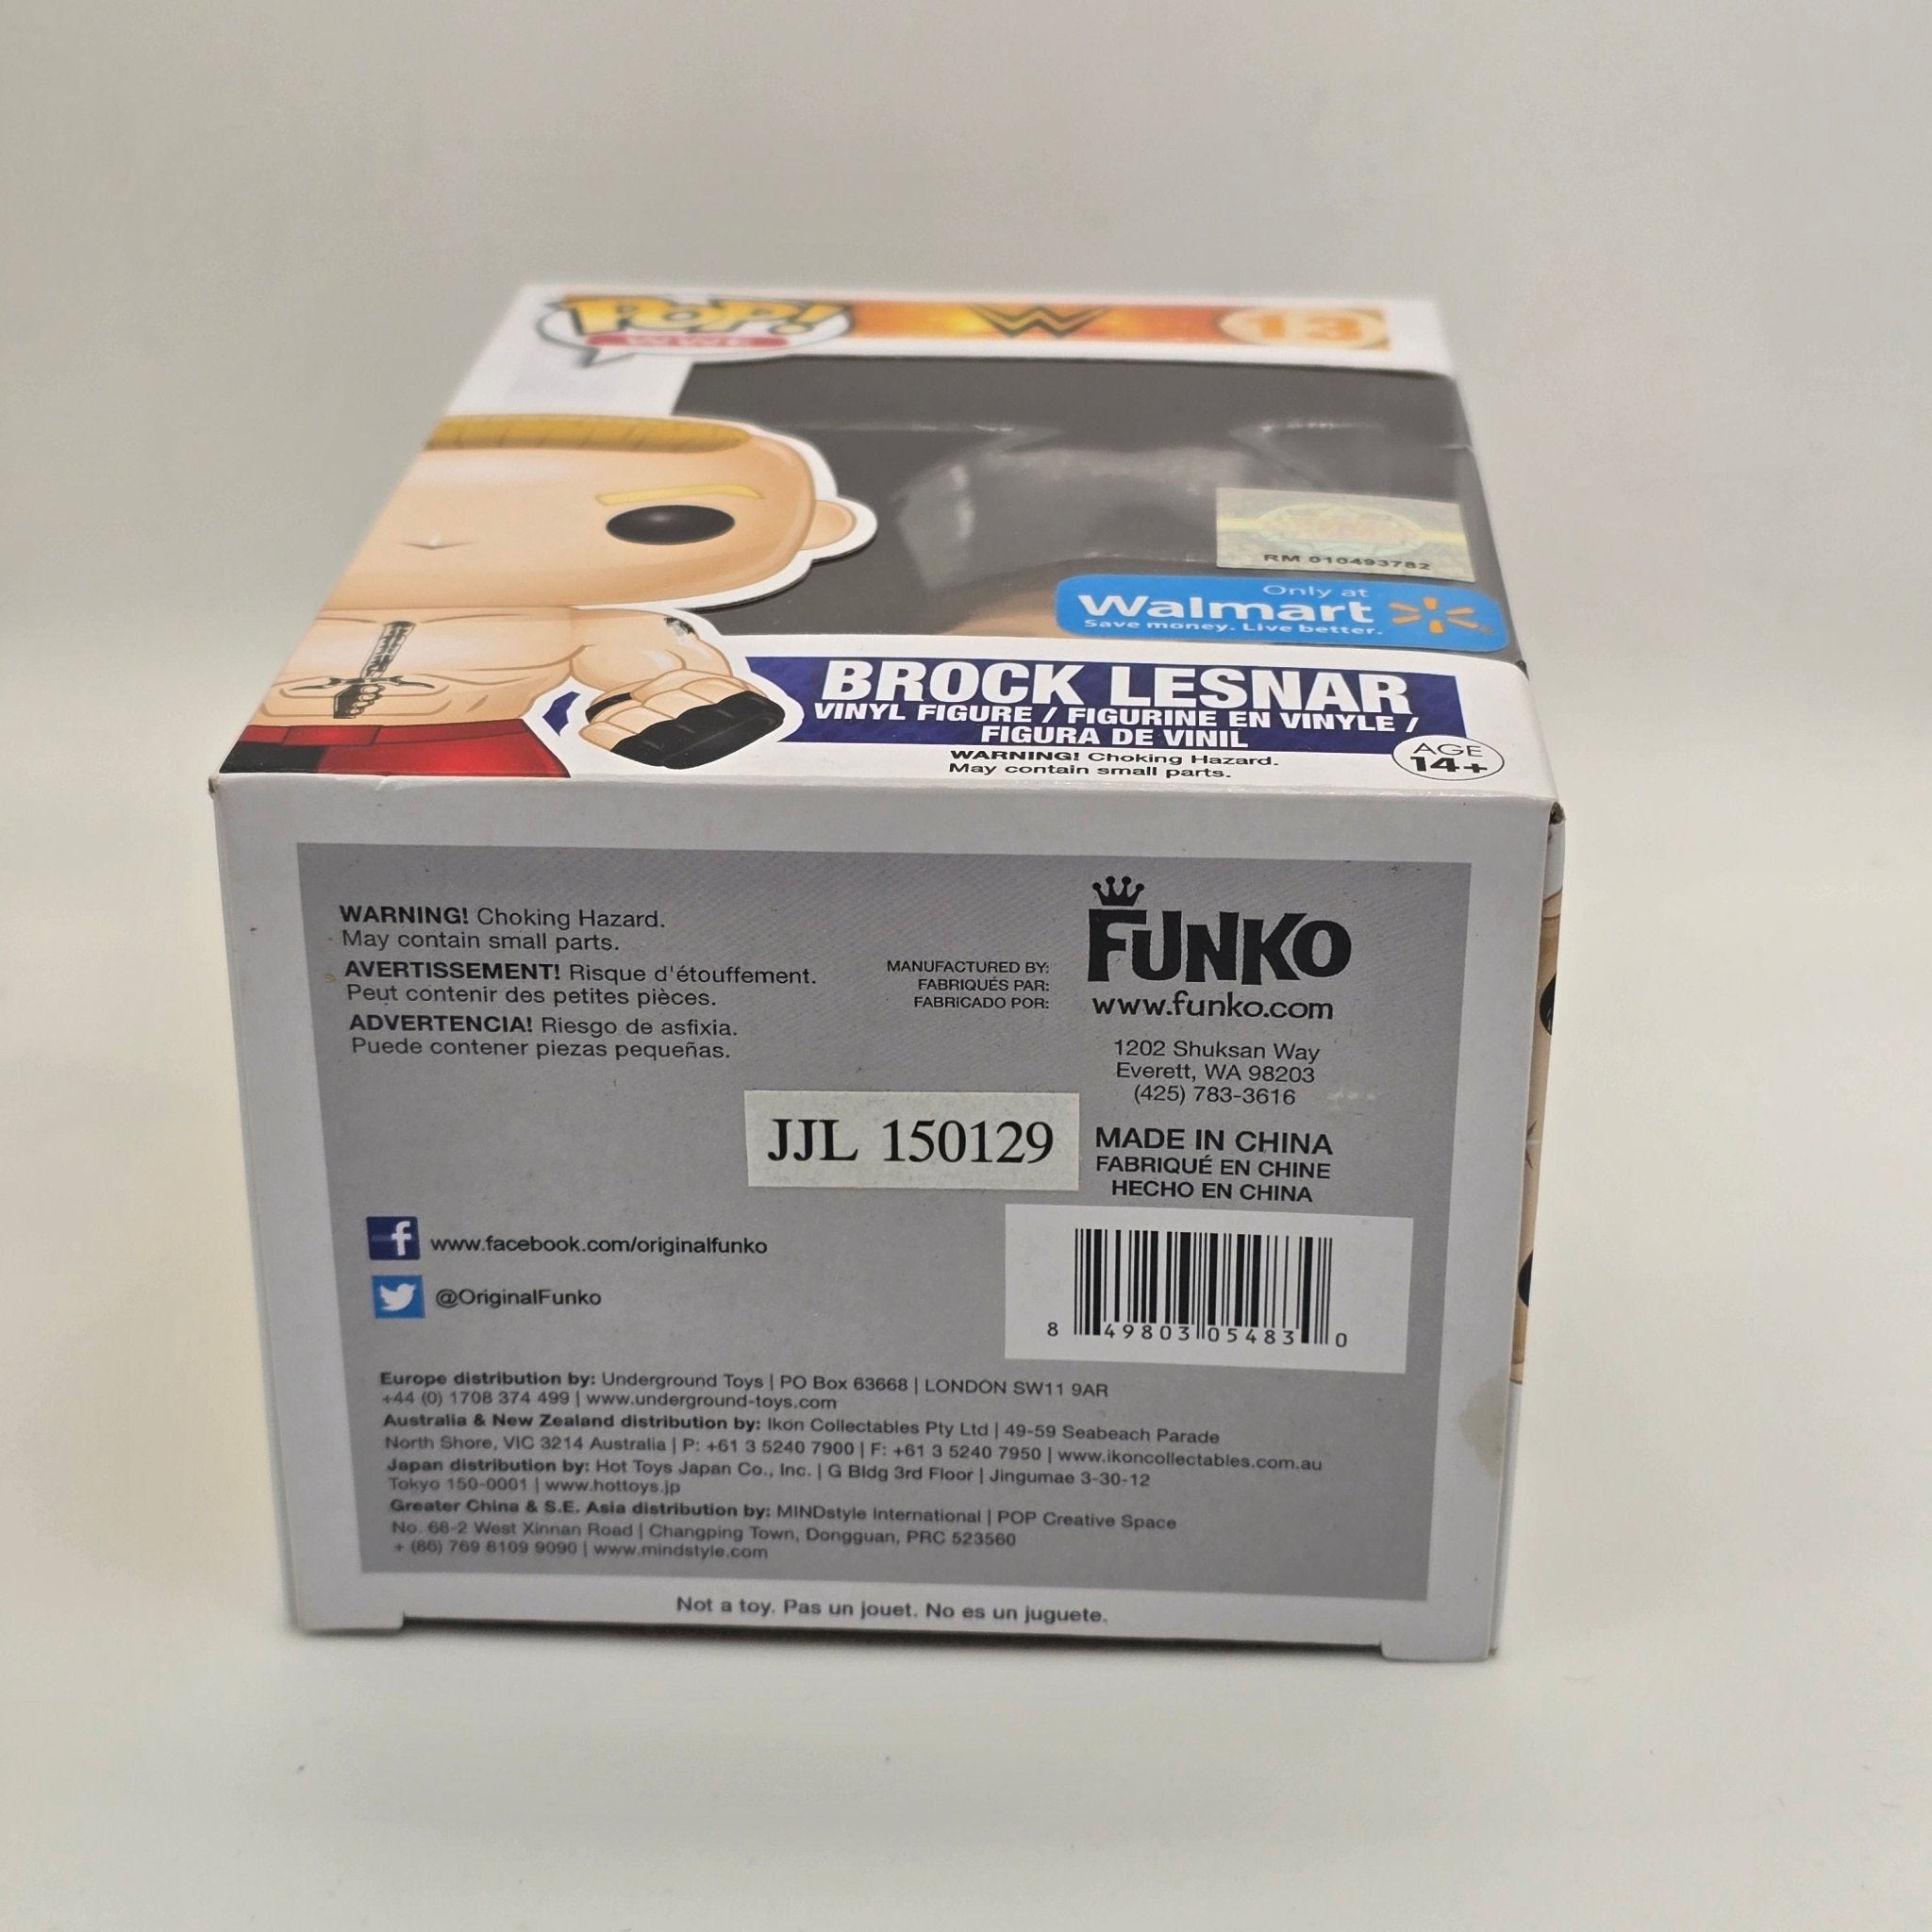 POP!
WWE
W
13
RM 010493782
Only at
Walmart
Save money. Live better.
BROCK LESNAR
VINYL FIGURE / FIGURINE EN VINYLE /
FIGURA DE VINIL
WARNING! Choking Hazard.
May contain small parts.
AGE
14+
WARNING! Choking Hazard.
May contain small parts.
AVERTISSEMENT! Risque d'étouffement.
Peut contenir des petites pièces.
ADVERTENCIA! Riesgo de asfixia.
Puede contener piezas pequeñas.
MANUFACTURED BY:
FABRIQUÉS PAR:
FABRICADO POR:
FUNKO
www.funko.com
1202 Shuksan Way
Everett, WA 98203
(425) 783-3616
JJL 150129
MADE IN CHINA
FABRIQUÉ EN CHINE
HECHO EN CHINA
f www.facebook.com/originalfunko
@OriginalFunko
8 49803 05483 0
Europe distribution by: Underground Toys | PO Box 63668 | LONDON SW11 9AR
+44 (0) 1708 374 499 | www.underground-toys.com
Australia & New Zealand distribution by: Ikon Collectables Pty Ltd | 49-59 Seabeach Parade
North Shore, VIC 3214 Australia | P: +61 3 5240 7900 | F: +61 3 5240 7950 | www.ikoncollectables.com.au
Japan distribution by: Hot Toys Japan Co., Inc. | G Bldg 3rd Floor | Jingumae 3-30-12
Tokyo 150-0001 | www.hottoys.jp
Greater China & S.E. Asia distribution by: MINDstyle International | POP Creative Space
No. 68-2 West Xinnan Road | Changping Town, Dongguan, PRC 523560
+ (86) 769 8109 9090 | www.mindstyle.com
Not a toy. Pas un jouet. No es un juguete.